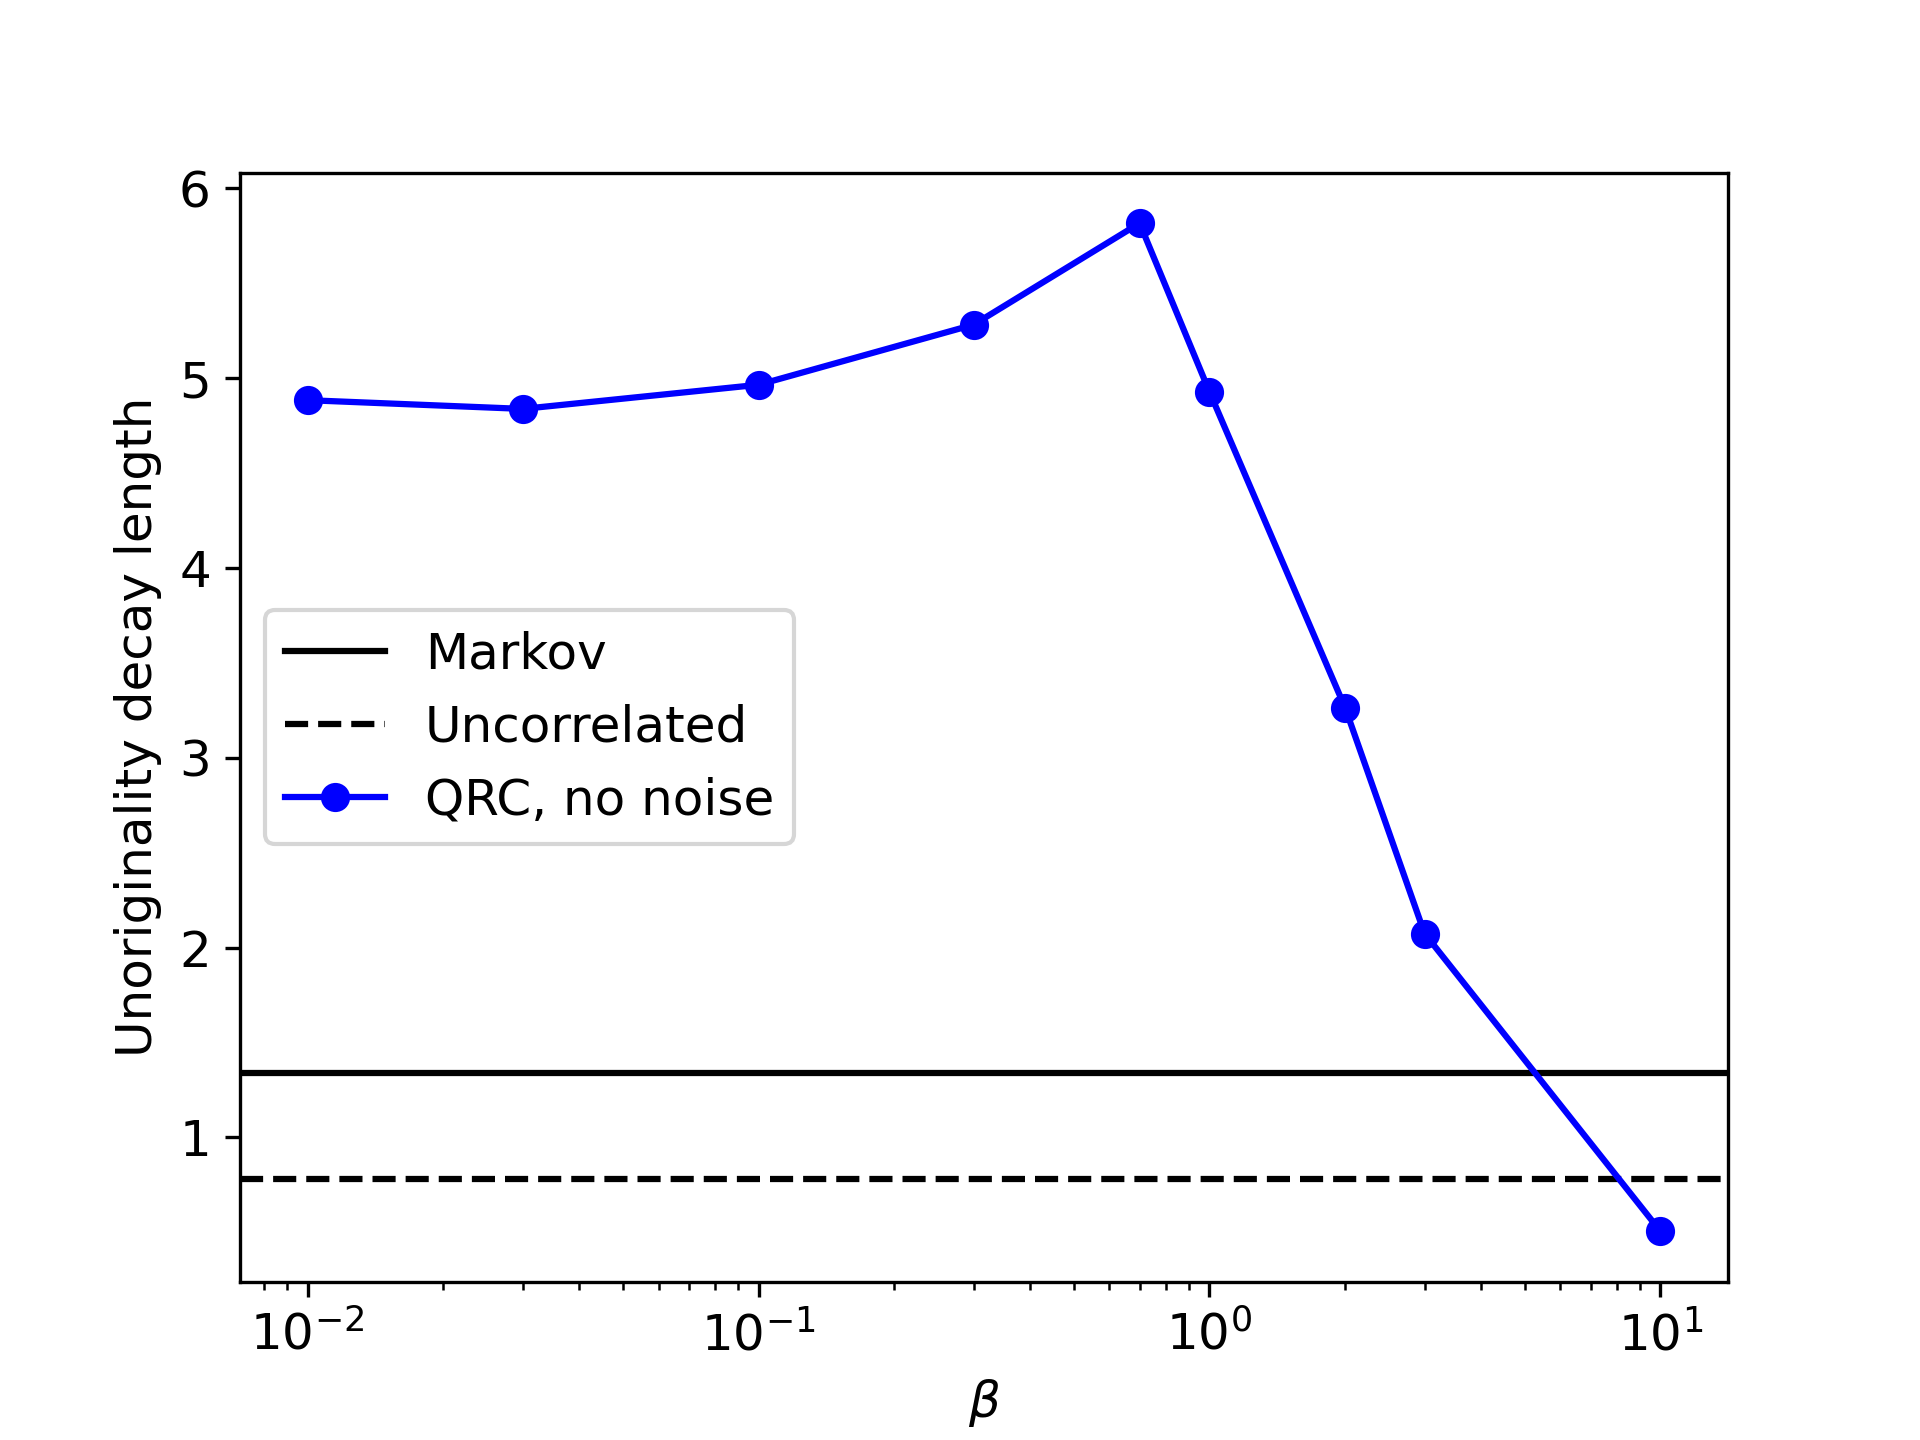 Unoriginality decay length
6
5
4
3
2
1
Markov
Uncorrelated
QRC, no noise
10⁻²
10⁻¹
10⁰
10¹
β